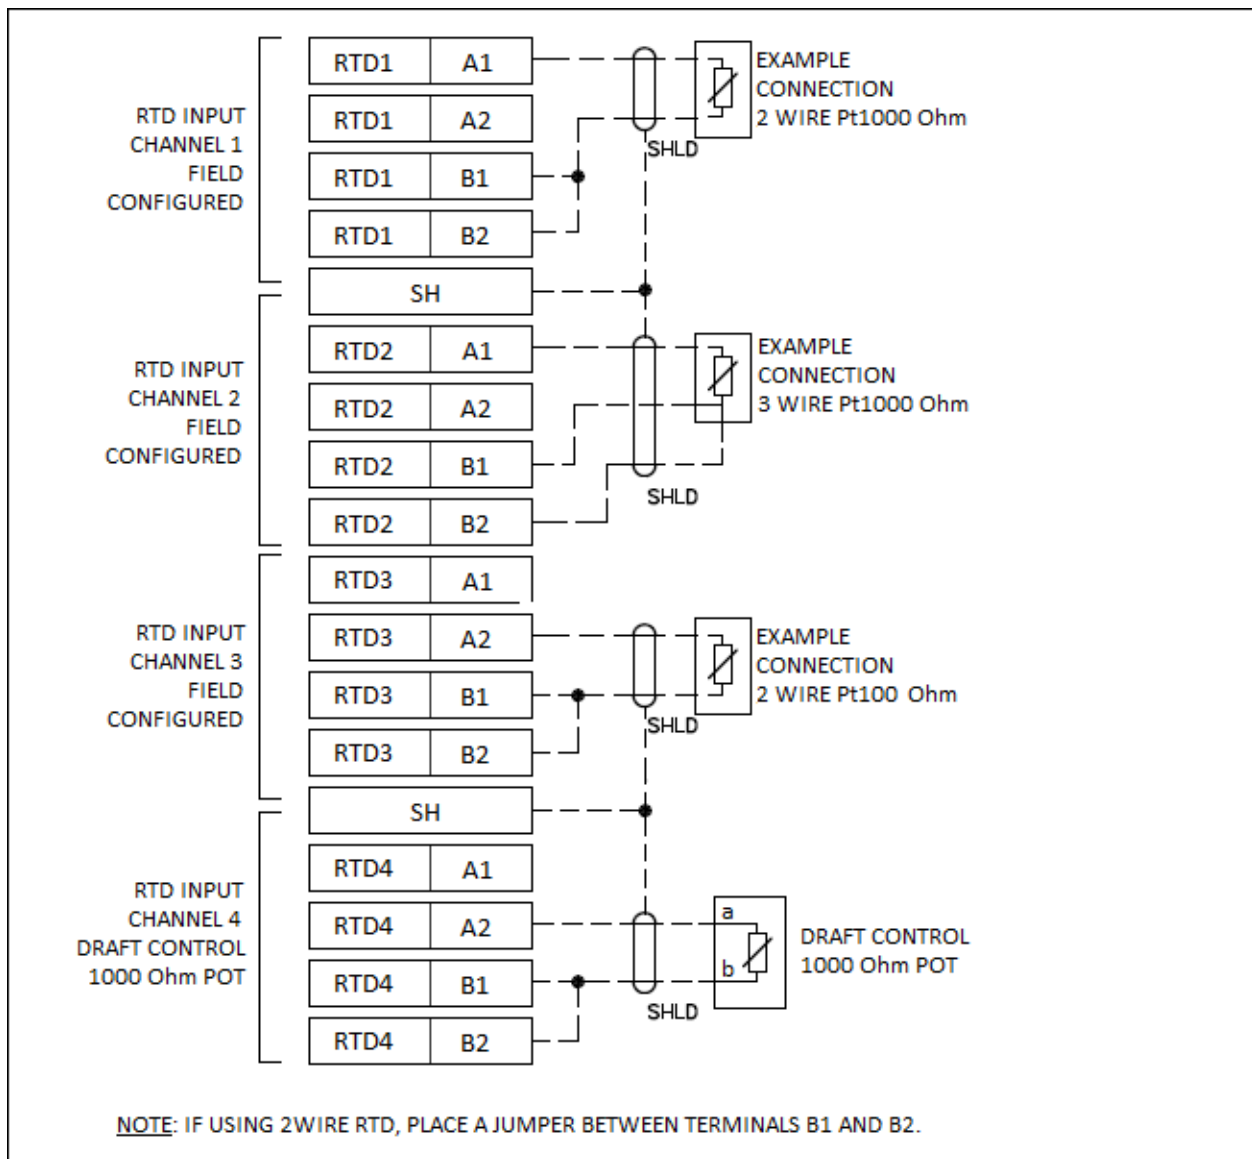 RTD INPUT
CHANNEL 1
FIELD
CONFIGURED
RTD1 A1
RTD1 A2
RTD1 B1
RTD1 B2
SH
SHLD
EXAMPLE
CONNECTION
2 WIRE Pt1000 Ohm
RTD INPUT
CHANNEL 2
FIELD
CONFIGURED
RTD2 A1
RTD2 A2
RTD2 B1
RTD2 B2
SHLD
EXAMPLE
CONNECTION
3 WIRE Pt1000 Ohm
RTD INPUT
CHANNEL 3
FIELD
CONFIGURED
RTD3 A1
RTD3 A2
RTD3 B1
RTD3 B2
SH
SHLD
EXAMPLE
CONNECTION
2 WIRE Pt100 Ohm
RTD INPUT
CHANNEL 4
DRAFT CONTROL
1000 Ohm POT
RTD4 A1
RTD4 A2
RTD4 B1
RTD4 B2
SHLD
a
b
DRAFT CONTROL
1000 Ohm POT
NOTE: IF USING 2WIRE RTD, PLACE A JUMPER BETWEEN TERMINALS B1 AND B2.